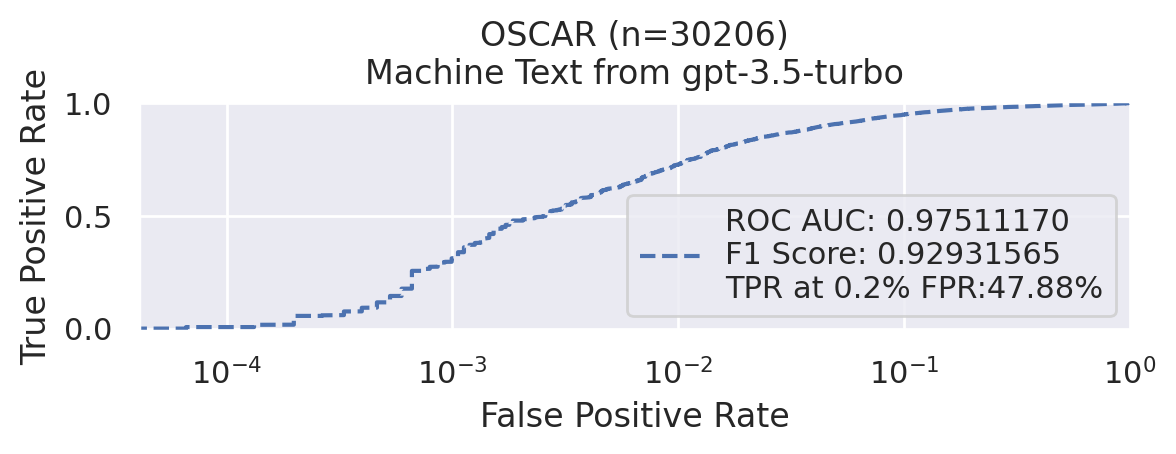 OSCAR (n=30206)
Machine Text from gpt-3.5-turbo
True Positive Rate
1.0
0.5
0.0
ROC AUC: 0.97511170
F1 Score: 0.92931565
TPR at 0.2% FPR:47.88%
10⁻⁴ 10⁻³ 10⁻² 10⁻¹ 10⁰
False Positive Rate